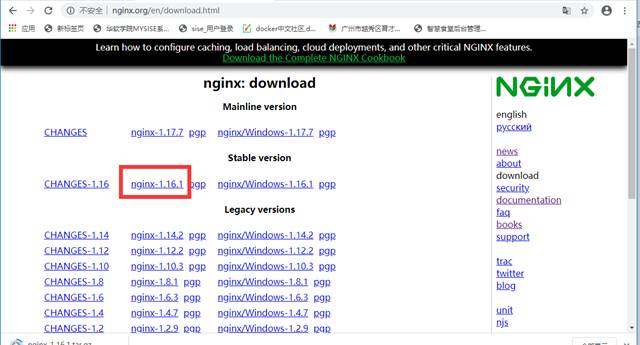 不安全 | nginx.org/en/download.html
应用 新标签页 华软学院MYSISE系... sise_用户登录 docker中文社区,d... 广州市越秀区育才... 智慧食堂后台管理...
Learn how to configure caching, load balancing, cloud deployments, and other critical NGINX features.
Download the Complete NGINX Cookbook
nginx: download
Mainline version
CHANGES nginx-1.17.7 pgp nginx/Windows-1.17.7 pgp
Stable version
CHANGES-1.16 nginx-1.16.1 pgp nginx/Windows-1.16.1 pgp
Legacy versions
CHANGES-1.14 nginx-1.14.2 pgp nginx/Windows-1.14.2 pgp
CHANGES-1.12 nginx-1.12.2 pgp nginx/Windows-1.12.2 pgp
CHANGES-1.10 nginx-1.10.3 pgp nginx/Windows-1.10.3 pgp
CHANGES-1.8 nginx-1.8.1 pgp nginx/Windows-1.8.1 pgp
CHANGES-1.6 nginx-1.6.3 pgp nginx/Windows-1.6.3 pgp
CHANGES-1.4 nginx-1.4.7 pgp nginx/Windows-1.4.7 pgp
CHANGES-1.2 nginx-1.2.9 pgp nginx/Windows-1.2.9 pgp
NGINX
english
русский
news
about
download
security
documentation
faq
books
support
trac
twitter
blog
unit
njs
nginx-1.16.1.tar.gz